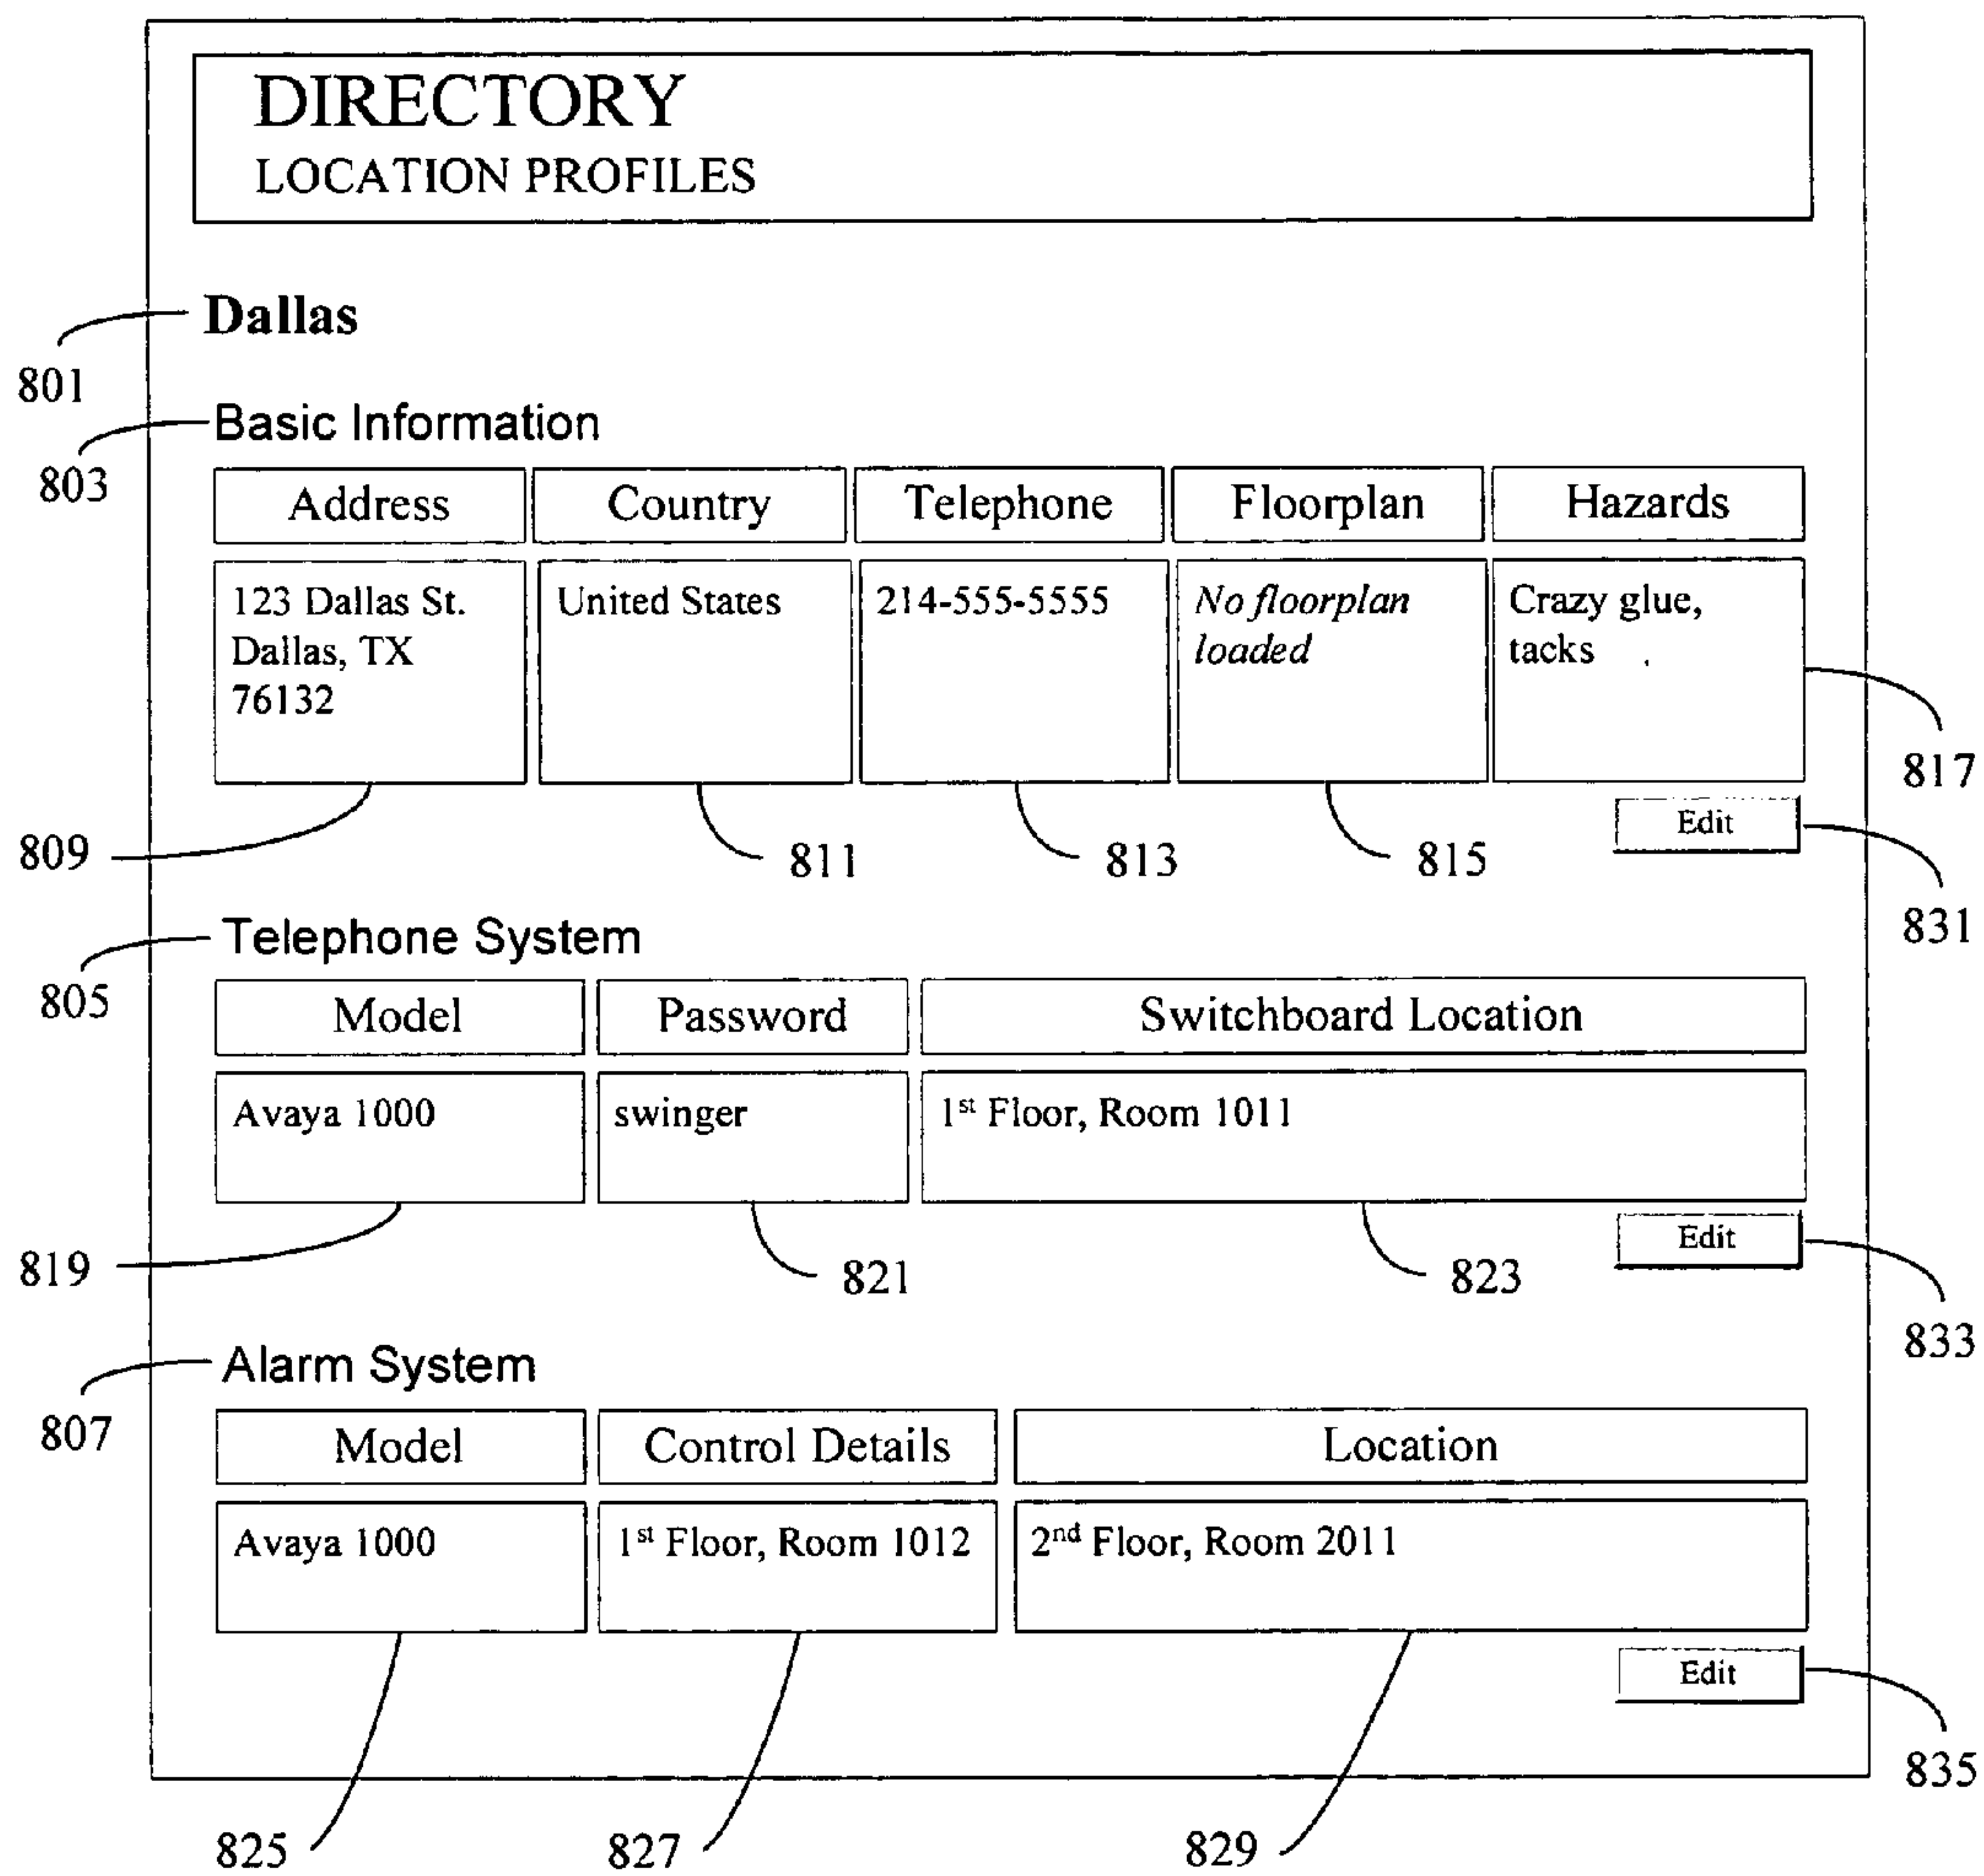 DIRECTORY
LOCATION PROFILES
Dallas
801
Basic Information
803
Address Country Telephone Floorplan Hazards
123 Dallas St. United States 214-555-5555 No floorplan Crazy glue,
Dallas, TX loaded tacks
76132
817
Edit
809 811 813 815
831
Telephone System
805
Model Password Switchboard Location
Avaya 1000 swinger 1st Floor, Room 1011
Edit
819 821 823
833
Alarm System
807
Model Control Details Location
Avaya 1000 1st Floor, Room 1012 2nd Floor, Room 2011
Edit
835
825 827 829